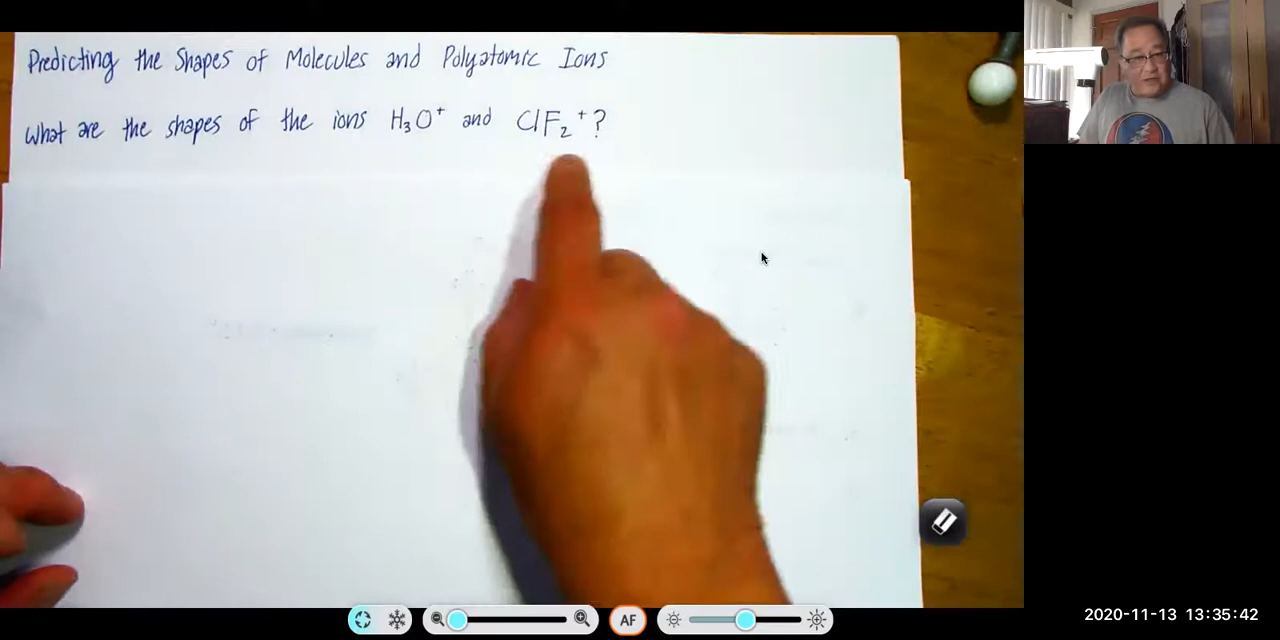 Predicting the Shapes of Molecules and Polyatomic Ions
What are the shapes of the ions H₃O⁺ and ClF₂⁺?
AF
2020-11-13 13:35:42